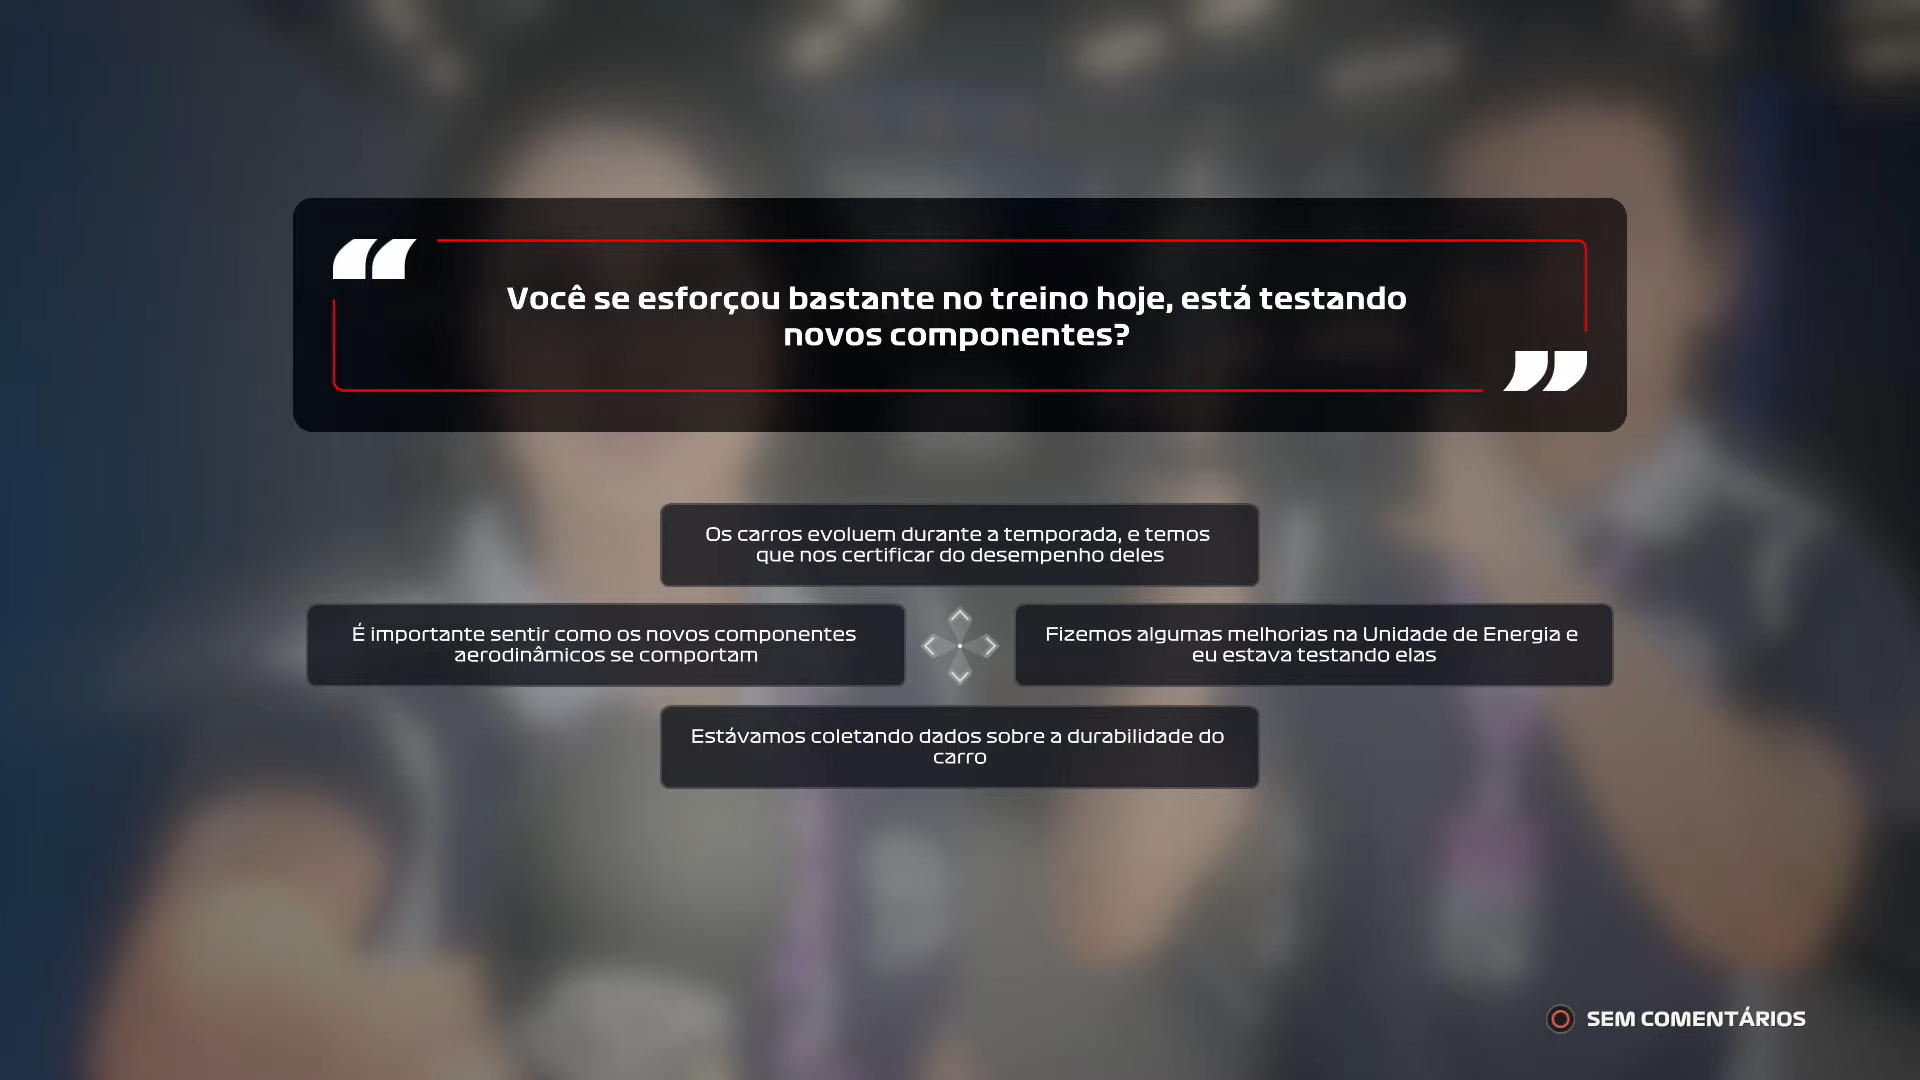 Você se esforçou bastante no treino hoje, está testando
novos componentes?
Os carros evoluem durante a temporada, e temos
que nos certificar do desempenho deles
É importante sentir como os novos componentes
aerodinâmicos se comportam
Fizemos algumas melhorias na Unidade de Energia e
eu estava testando elas
Estávamos coletando dados sobre a durabilidade do
carro
SEM COMENTÁRIOS